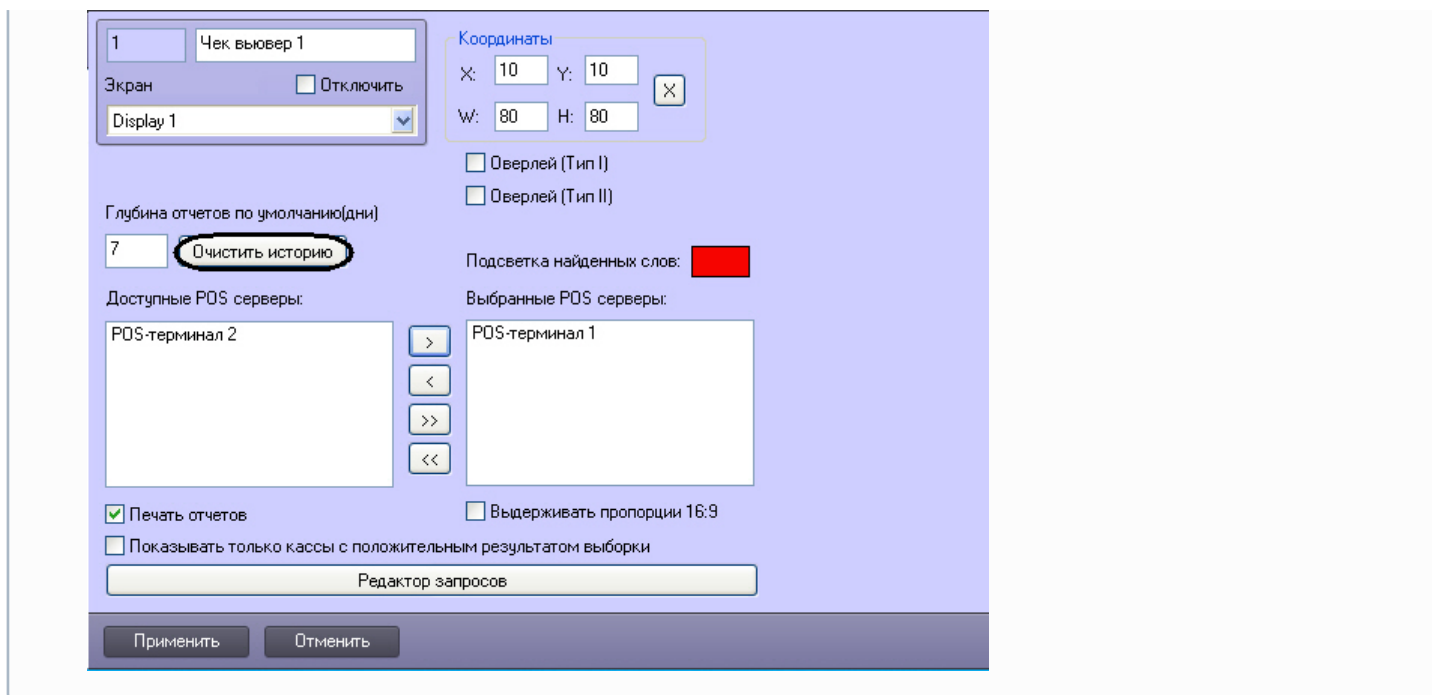 1 Чек вьювер 1
Экран Отключить
Display 1
Координаты
X: 10 Y: 10 X
W: 80 H: 80
Оверлей (Тип I)
Оверлей (Тип II)
Глубина отчетов по умолчанию(дни)
7 Очистить историю
Подсветка найденных слов:
Доступные POS серверы:
Выбранные POS серверы:
POS-терминал 2
POS-терминал 1
>
<
>>
<<
Печать отчетов
Выдерживать пропорции 16:9
Показывать только кассы с положительным результатом выборки
Редактор запросов
Применить Отменить